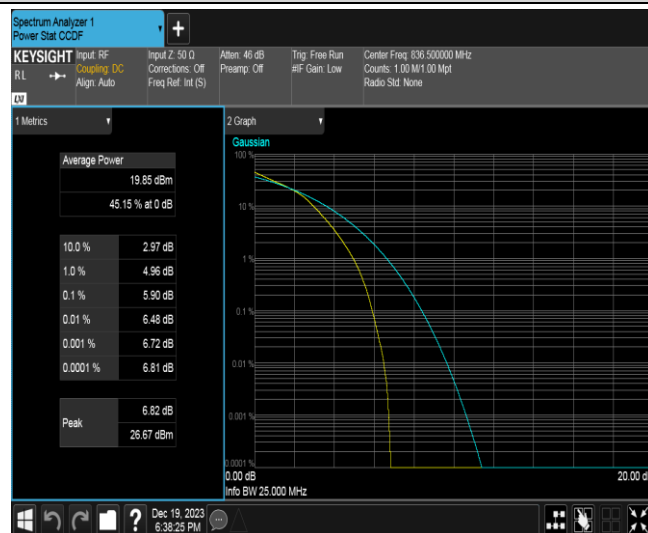 Spectrum Analyzer 1
Power Stat CCDF
+
KEYSIGHT
RL
LXI
Input: RF
Coupling: DC
Align: Auto
Input Z: 50 Ω
Corrections: Off
Freq Ref: Int (S)
Atten: 46 dB
Preamp: Off
Trig: Free Run
#IF Gain: Low
Center Freq: 836.500000 MHz
Counts: 1.00 M/1.00 Mpt
Radio Std: None
1 Metrics
Average Power
19.85 dBm
45.15 % at 0 dB
10.0 % 2.97 dB
1.0 % 4.96 dB
0.1 % 5.90 dB
0.01 % 6.48 dB
0.001 % 6.72 dB
0.0001 % 6.81 dB
Peak
6.82 dB
26.67 dBm
2 Graph
Gaussian
100 %
10 %
1 %
0.1 %
0.01 %
0.001 %
0.0001 %
0.00 dB
20.00 d
Info BW 25.000 MHz
?
Dec 19, 2023
6:38:25 PM